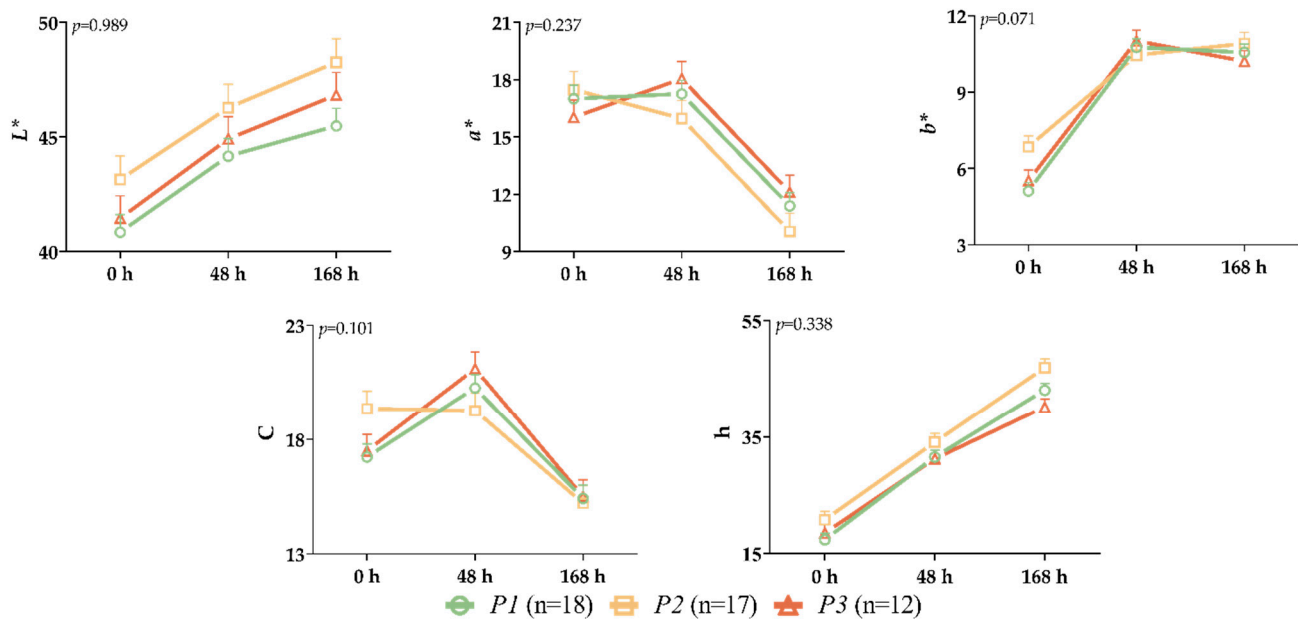 50
p=0.989
45
L*
40
0 h 48 h 168 h
21
p=0.237
18
15
a*
12
9
0 h 48 h 168 h
12
p=0.071
9
b*
6
3
0 h 48 h 168 h
23
p=0.101
18
C
13
0 h 48 h 168 h
55
p=0.338
35
h
15
0 h 48 h 168 h
P1 (n=18) P2 (n=17) P3 (n=12)